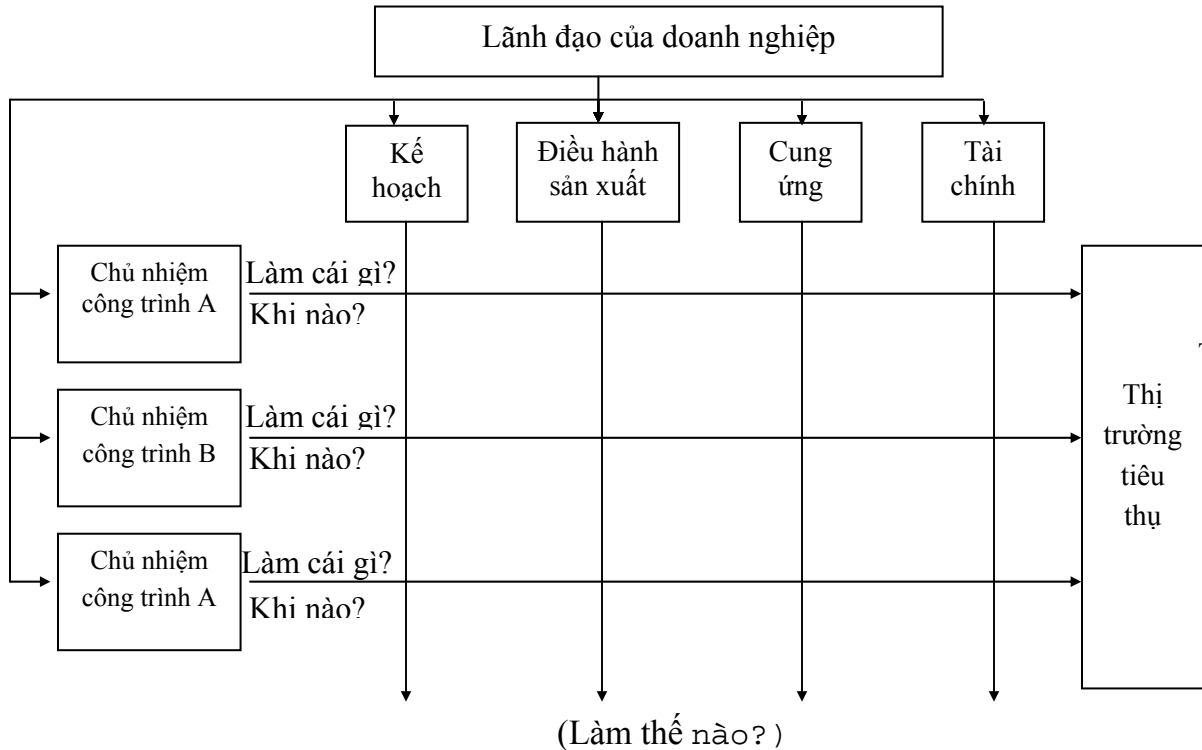 Lãnh đạo của doanh nghiệp
Kế
hoạch
Điều hành
sản xuất
Cung
ứng
Tài
chính
Chủ nhiệm
công trình A
Làm cái gì?
Khi nào?
Chủ nhiệm
công trình B
Làm cái gì?
Khi nào?
Chủ nhiệm
công trình A
Làm cái gì?
Khi nào?
Thị
trường
tiêu
thụ
(Làm thế nào?)